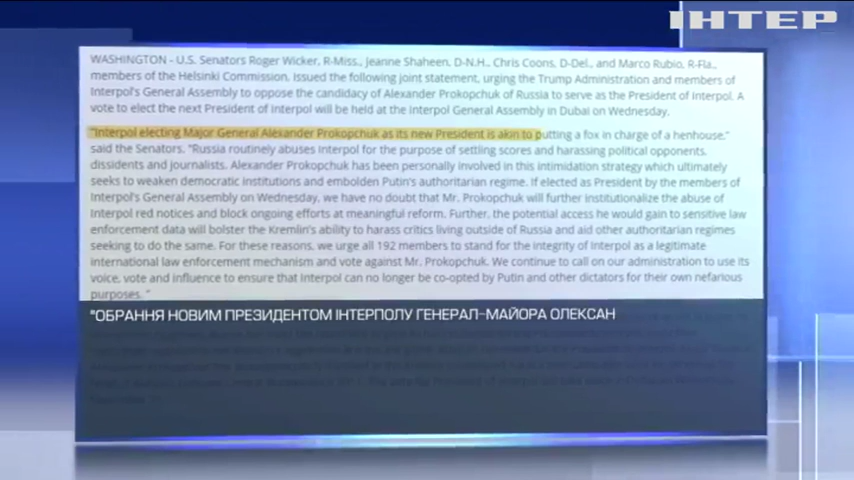 ІНТЕР
WASHINGTON - U.S. Senators Roger Wicker, R-Miss., Jeanne Shaheen, D-N.H., Chris Coons, D-Del., and Marco Rubio, R-Fla.,
members of the Helsinki Commission, issued the following joint statement, urging the Trump Administration and members of
Interpol's General Assembly to oppose the candidacy of Alexander Prokopchuk of Russia to serve as the President of Interpol. A
vote to elect the next President of Interpol will be held at the Interpol General Assembly in Dubai on Wednesday.
"Interpol electing Major General Alexander Prokopchuk as its new President is akin to putting a fox in charge of a henhouse,"
said the Senators. "Russia routinely abuses Interpol for the purpose of settling scores and harassing political opponents,
dissidents and journalists. Alexander Prokopchuk has been personally involved in this intimidation strategy which ultimately
seeks to weaken democratic institutions and embolden Putin's authoritarian regime. If elected as President by the members of
Interpol's General Assembly on Wednesday, we have no doubt that Mr. Prokopchuk will further institutionalize the abuse of
Interpol red notices and block ongoing efforts at meaningful reform. Further, the potential access he would gain to sensitive law
enforcement data will bolster the Kremlin's ability to harass critics living outside of Russia and aid other authoritarian regimes
seeking to do the same. For these reasons, we urge all 192 members to stand for the integrity of Interpol as a legitimate
international law enforcement mechanism and vote against Mr. Prokopchuk. We continue to call on our administration to use its
voice, vote and influence to ensure that Interpol can no longer be co-opted by Putin and other dictators for their own nefarious
purposes. "
"ОБРАННЯ НОВИМ ПРЕЗИДЕНТОМ ІНТЕРПОЛУ ГЕНЕРАЛ-МАЙОРА ОЛЕКСАН